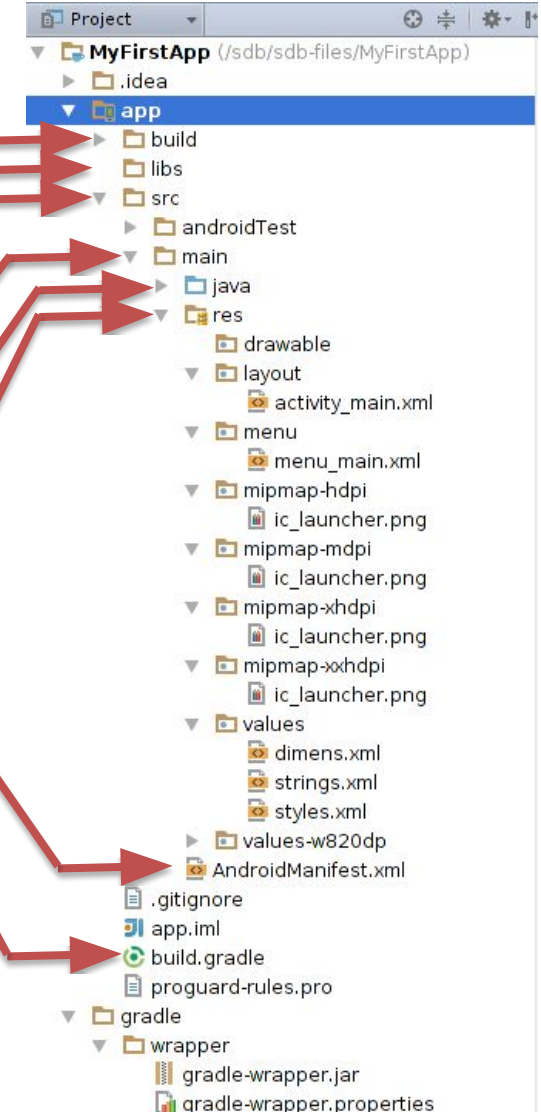 Project
MyFirstApp (/sdb/sdb-files/MyFirstApp)
.idea
app
build
libs
src
androidTest
main
java
res
drawable
layout
activity_main.xml
menu
menu_main.xml
mipmap-hdpi
ic_launcher.png
mipmap-mdpi
ic_launcher.png
mipmap-xhdpi
ic_launcher.png
mipmap-xxhdpi
ic_launcher.png
values
dimens.xml
strings.xml
styles.xml
values-w820dp
AndroidManifest.xml
.gitignore
app.iml
build.gradle
proguard-rules.pro
gradle
wrapper
gradle-wrapper.jar
gradle-wrapper.properties